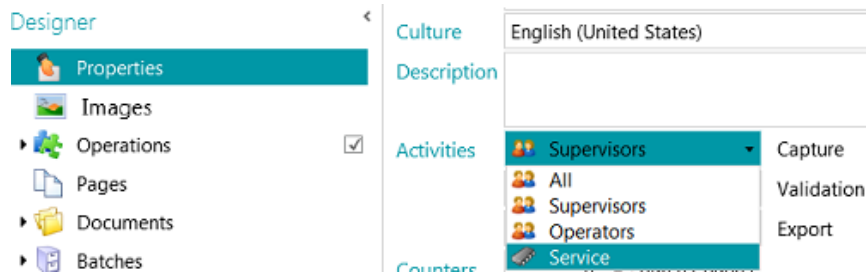 Designer
Properties
Images
Operations
Pages
Documents
Batches
Culture English (United States)
Description
Activities Supervisors Capture
All
Supervisors Validation
Operators Export
Service
Counters